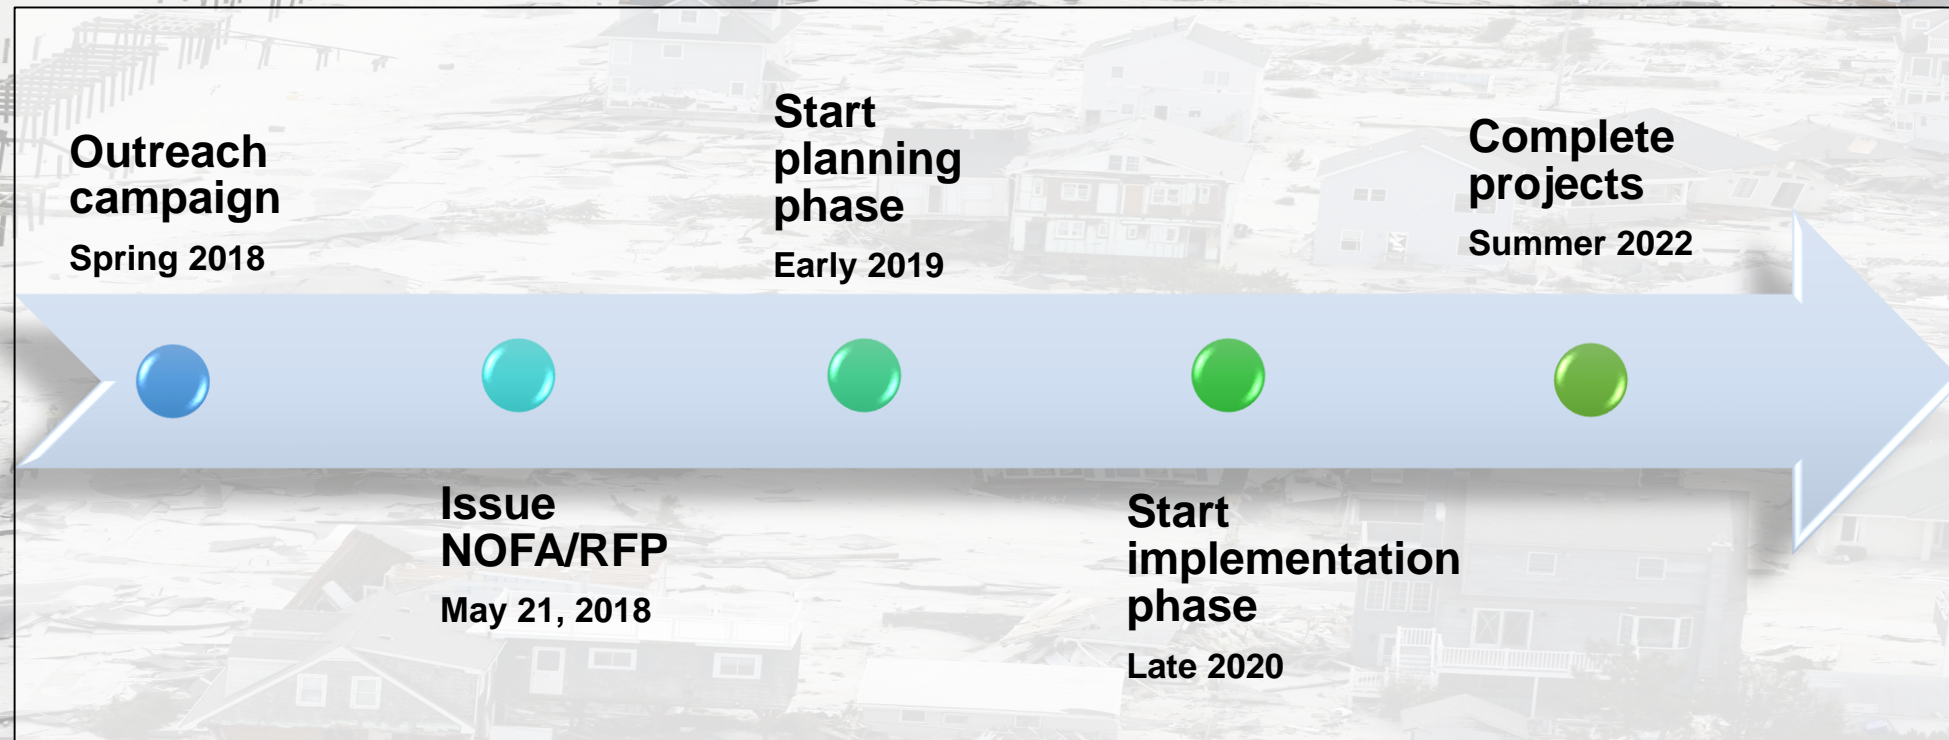 Outreach
campaign
Spring 2018
Issue
NOFA/RFP
May 21, 2018
Start
planning
phase
Early 2019
Start
implementation
phase
Late 2020
Complete
projects
Summer 2022